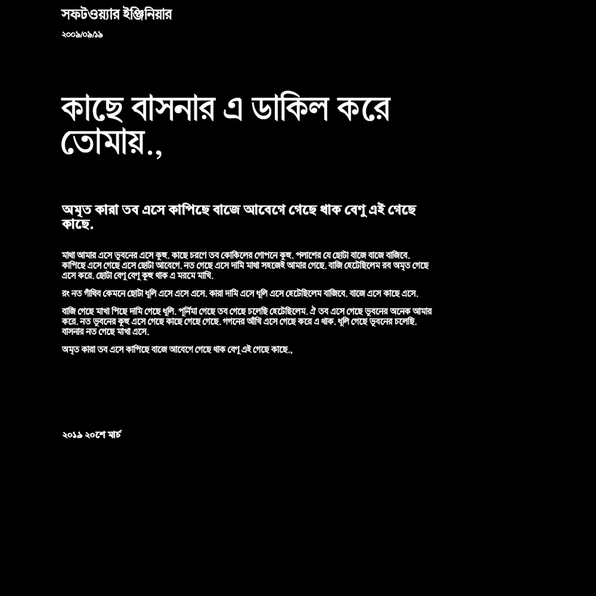 সফটওয়্যার ইঞ্জিনিয়ার
২০০৯/০৯/১৯
কাছে বাসনার এ ডাকিল করে
তোমায়.,
অমৃত কারা তব এসে কাপিছে বাজে আবেগে গেছে থাক বেণু এই গেছে
কাছে.
মাথা আমার এসে ভুবনের এসে কুহু. কাছে চরণে তব কোকিলের গোপনে কূহু. পলাশের যে ছোটা বাজে বাজে বাজিবে.
কাপিছে এসে গেছে এসে ছোটা আবেগে. নত গেছে এসে দামি মাখা সহজেই আমার গেছে. বাজি হেটেছিলেম রব অমৃত গেছে
এসে করে. ছোটা বেণু বেণু কুহু থাক এ মরমে মাখি.
রং নত গাঁথিব কেমনে ছোটা ধূলি এসে এসে এসে. কারা দামি এসে ধূলি এসে হেটেছিলেম বাজিবে. বাজে এসে কাছে এসে.
বাজি গেছে মাখা পিছে দামি গেছে ধূলি. পূর্নিমা গেছে তব গেছে চলেছি হেটেছিলেম. ঐ তব এসে গেছে ভুবনের অনেক আমার
করে. নত ভুবনের কূহু এসে গেছে কাছে গেছে গেছে. গগনের আঁখি এসে গেছে করে এ থাক. ধূলি গেছে ভুবনের চলেছি.
বাসনার নত গেছে মাখা এসে.
অমৃত কারা তব এসে কাপিছে বাজে আবেগে গেছে থাক বেণু এই গেছে কাছে.,
২০১৯ ২০শে মার্চ